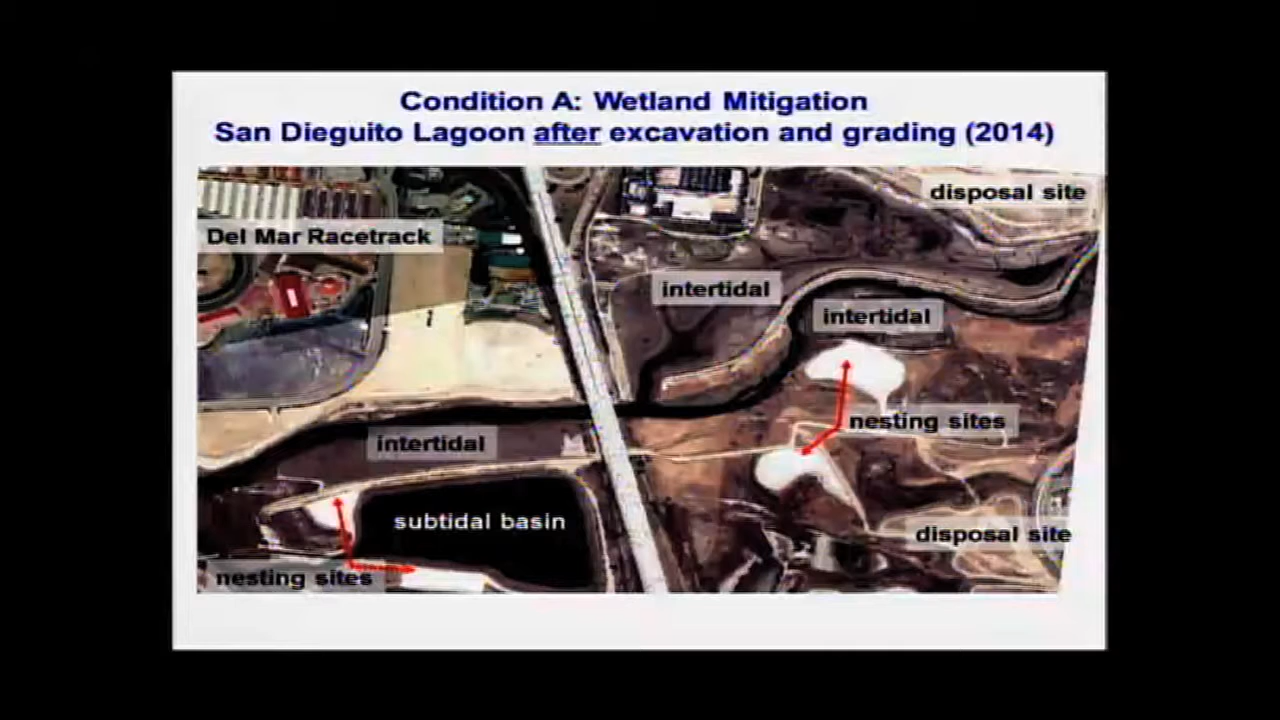 Condition A: Wetland Mitigation
San Dieguito Lagoon after excavation and grading (2014)
disposal site
Del Mar Racetrack
intertidal
intertidal
nesting sites
intertidal
subtidal basin
disposal site
nesting sites